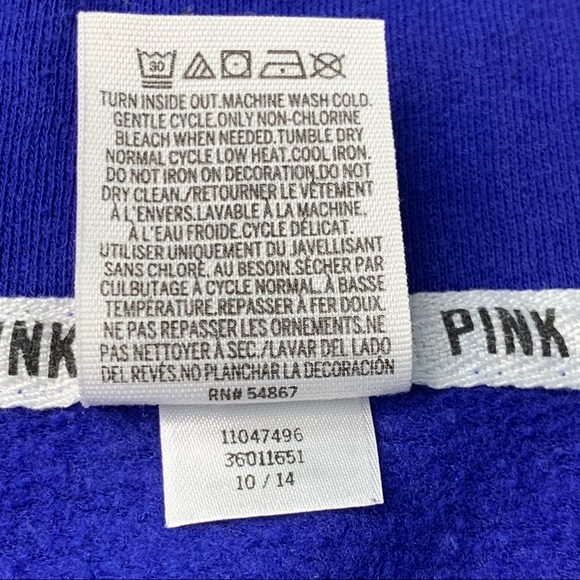 30
TURN INSIDE OUT.MACHINE WASH COLD.
GENTLE CYCLE.ONLY NON-CHLORINE
BLEACH WHEN NEEDED.TUMBLE DRY
NORMAL CYCLE LOW HEAT.COOL IRON.
DO NOT IRON ON DECORATION.DO NOT
DRY CLEAN./RETOURNER LE VÊTEMENT
À L'ENVERS.LAVABLE À LA MACHINE,
À L'EAU FROIDE.CYCLE DÉLICAT.
UTILISER UNIQUEMENT DU JAVELLISANT
SANS CHLORE, AU BESOIN.SÉCHER PAR
CULBUTAGE À CYCLE NORMAL, À BASSE
TEMPÉRATURE.REPASSER À FER DOUX.
NE PAS REPASSER LES ORNEMENTS.NE
PAS NETTOYER À SEC./LAVAR DEL LADO
DEL REVÉS.NO PLANCHAR LA DECORACIÓN
RN# 54867
INK
PINK
11047496
36011651
10 / 14